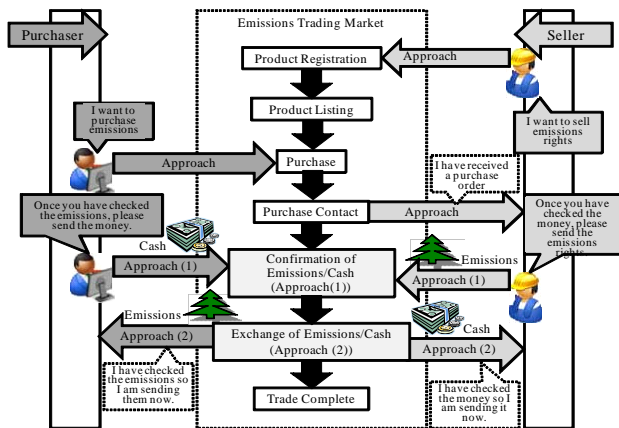 Emissions Trading Market
Purchaser
Seller
Product Registration
Approach
Product Listing
I want to
purchase
emissions
I want to sell
emissions
rights
Approach
Purchase
I have received
a purchase
order
Once you have checked
the emissions, please
send the money.
Purchase Contact
Approach
Once you have
checked the
money, please
send the
emissions
rights
Cash
Emissions
Approach (1)
Confirmation of
Emissions/Cash
(Approach(1))
Approach (1)
Emissions
Cash
Approach (2)
Exchange of Emissions/Cash
(Approach (2))
Approach (2)
I have checked
the emissions so
I am sending
them now.
I have checked
the money so I
am sending it
now.
Trade Complete